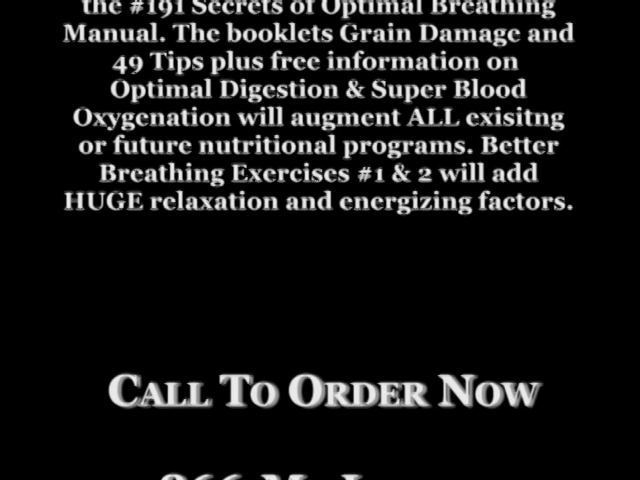 the #191 Secrets of Optimal Breathing
Manual. The booklets Grain Damage and
49 Tips plus free information on
Optimal Digestion & Super Blood
Oxygenation will augment ALL exisitng
or future nutritional programs. Better
Breathing Exercises #1 & 2 will add
HUGE relaxation and energizing factors.
Call To Order Now